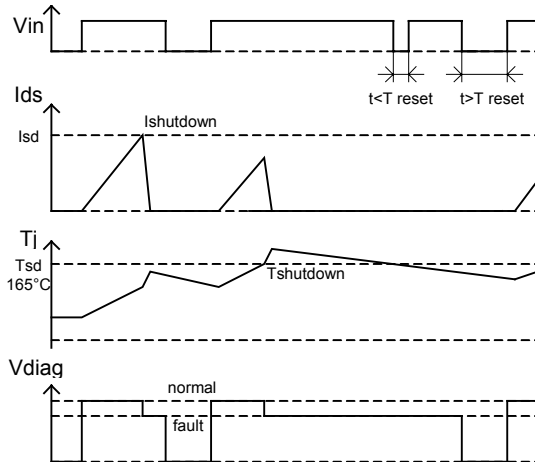 Vin
t<T reset
t>T reset
Ids
Ishutdown
Isd
Tj
Tsd
165°C
Tshutdown
Vdiag
normal
fault